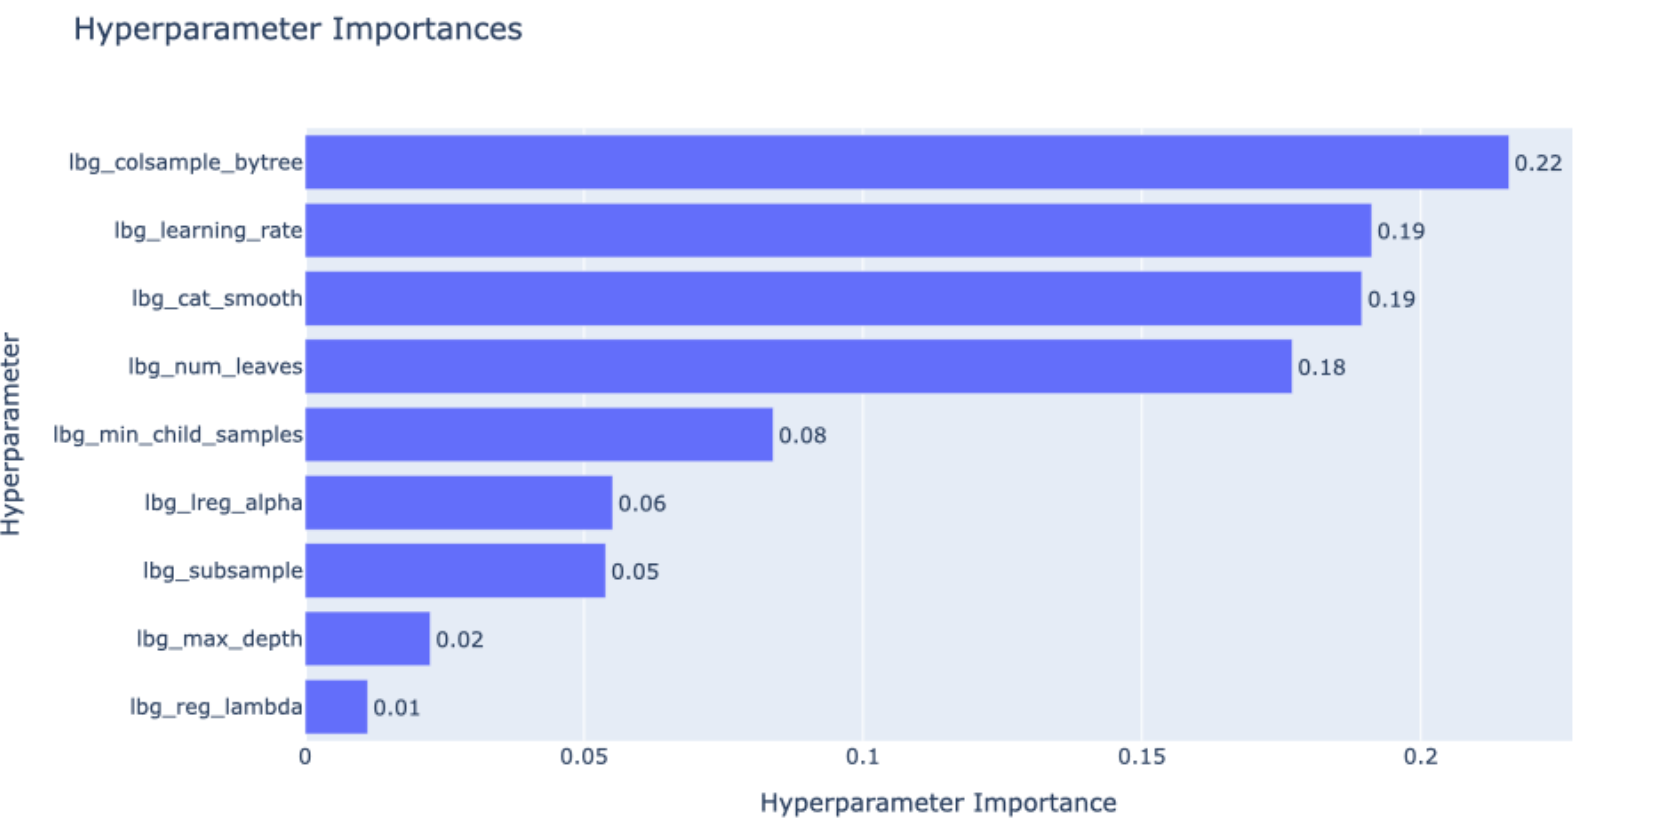 Hyperparameter Importances
Hyperparameter
lbg_colsample_bytree 0.22
lbg_learning_rate 0.19
lbg_cat_smooth 0.19
lbg_num_leaves 0.18
lbg_min_child_samples 0.08
lbg_lreg_alpha 0.06
lbg_subsample 0.05
lbg_max_depth 0.02
lbg_reg_lambda 0.01
0 0.05 0.1 0.15 0.2
Hyperparameter Importance